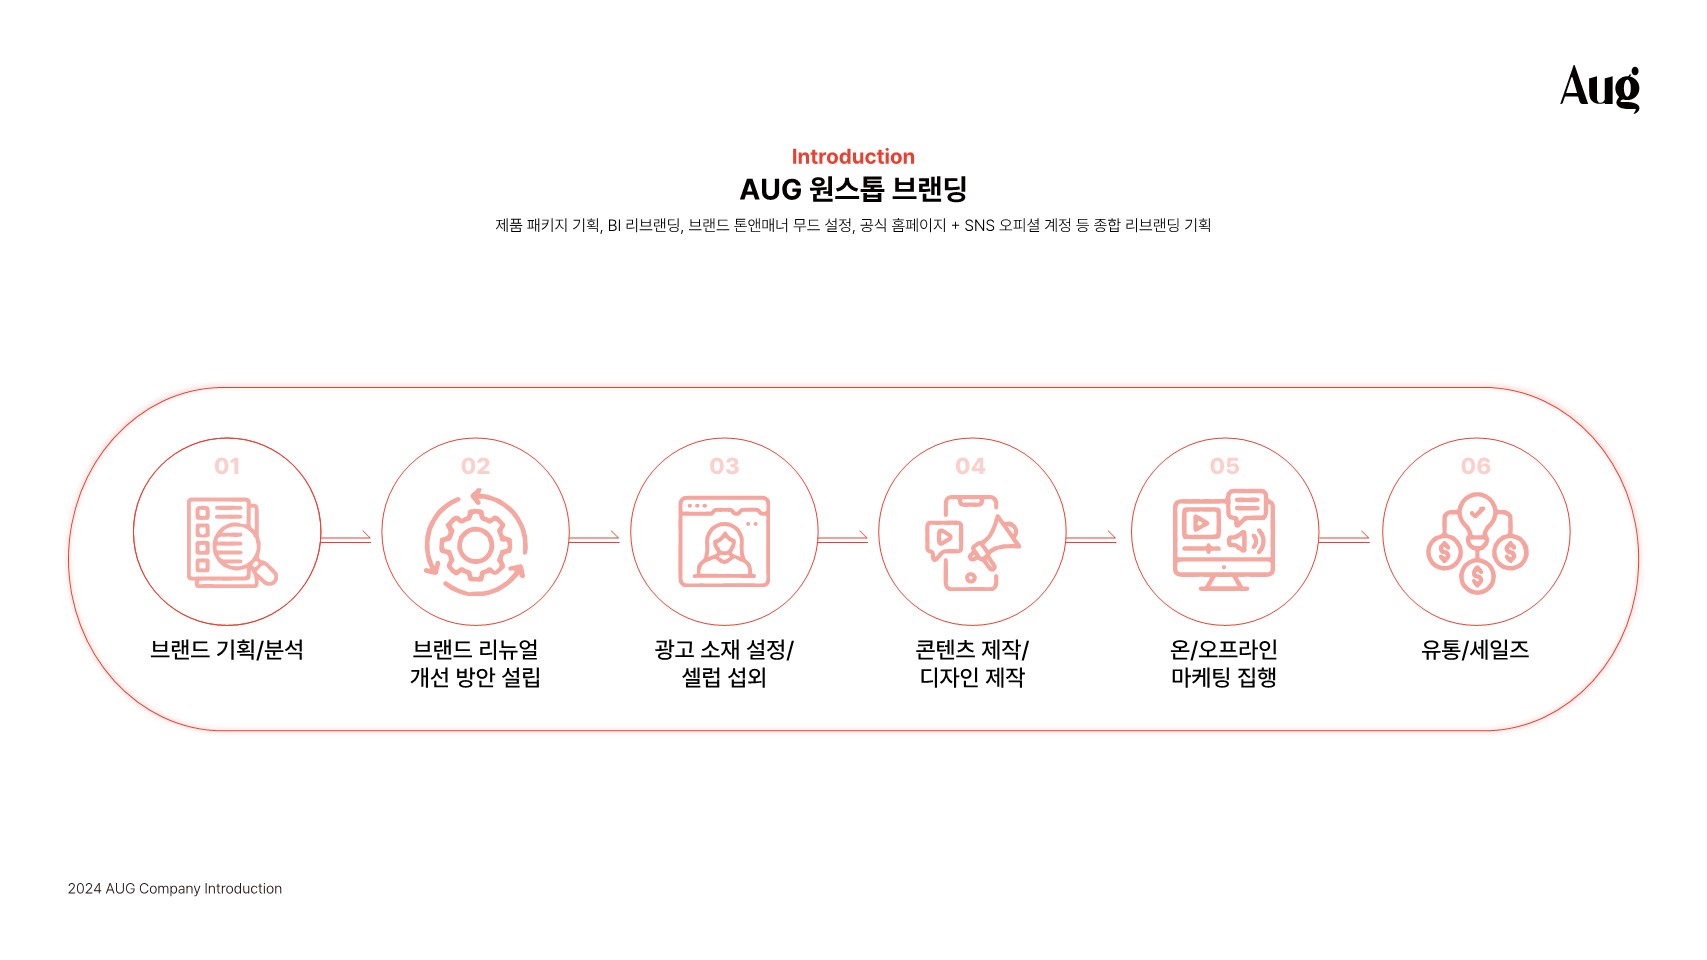 Aug
Introduction
AUG 원스톱 브랜딩
제품 패키지 기획, BI 리브랜딩, 브랜드 톤앤매너 무드 설정, 공식 홈페이지 + SNS 오피셜 계정 등 종합 리브랜딩 기획
01
브랜드 기획/분석
02
브랜드 리뉴얼
개선 방안 설립
03
광고 소재 설정/
셀럽 섭외
04
콘텐츠 제작/
디자인 제작
05
온/오프라인
마케팅 집행
06
유통/세일즈
2024 AUG Company Introduction